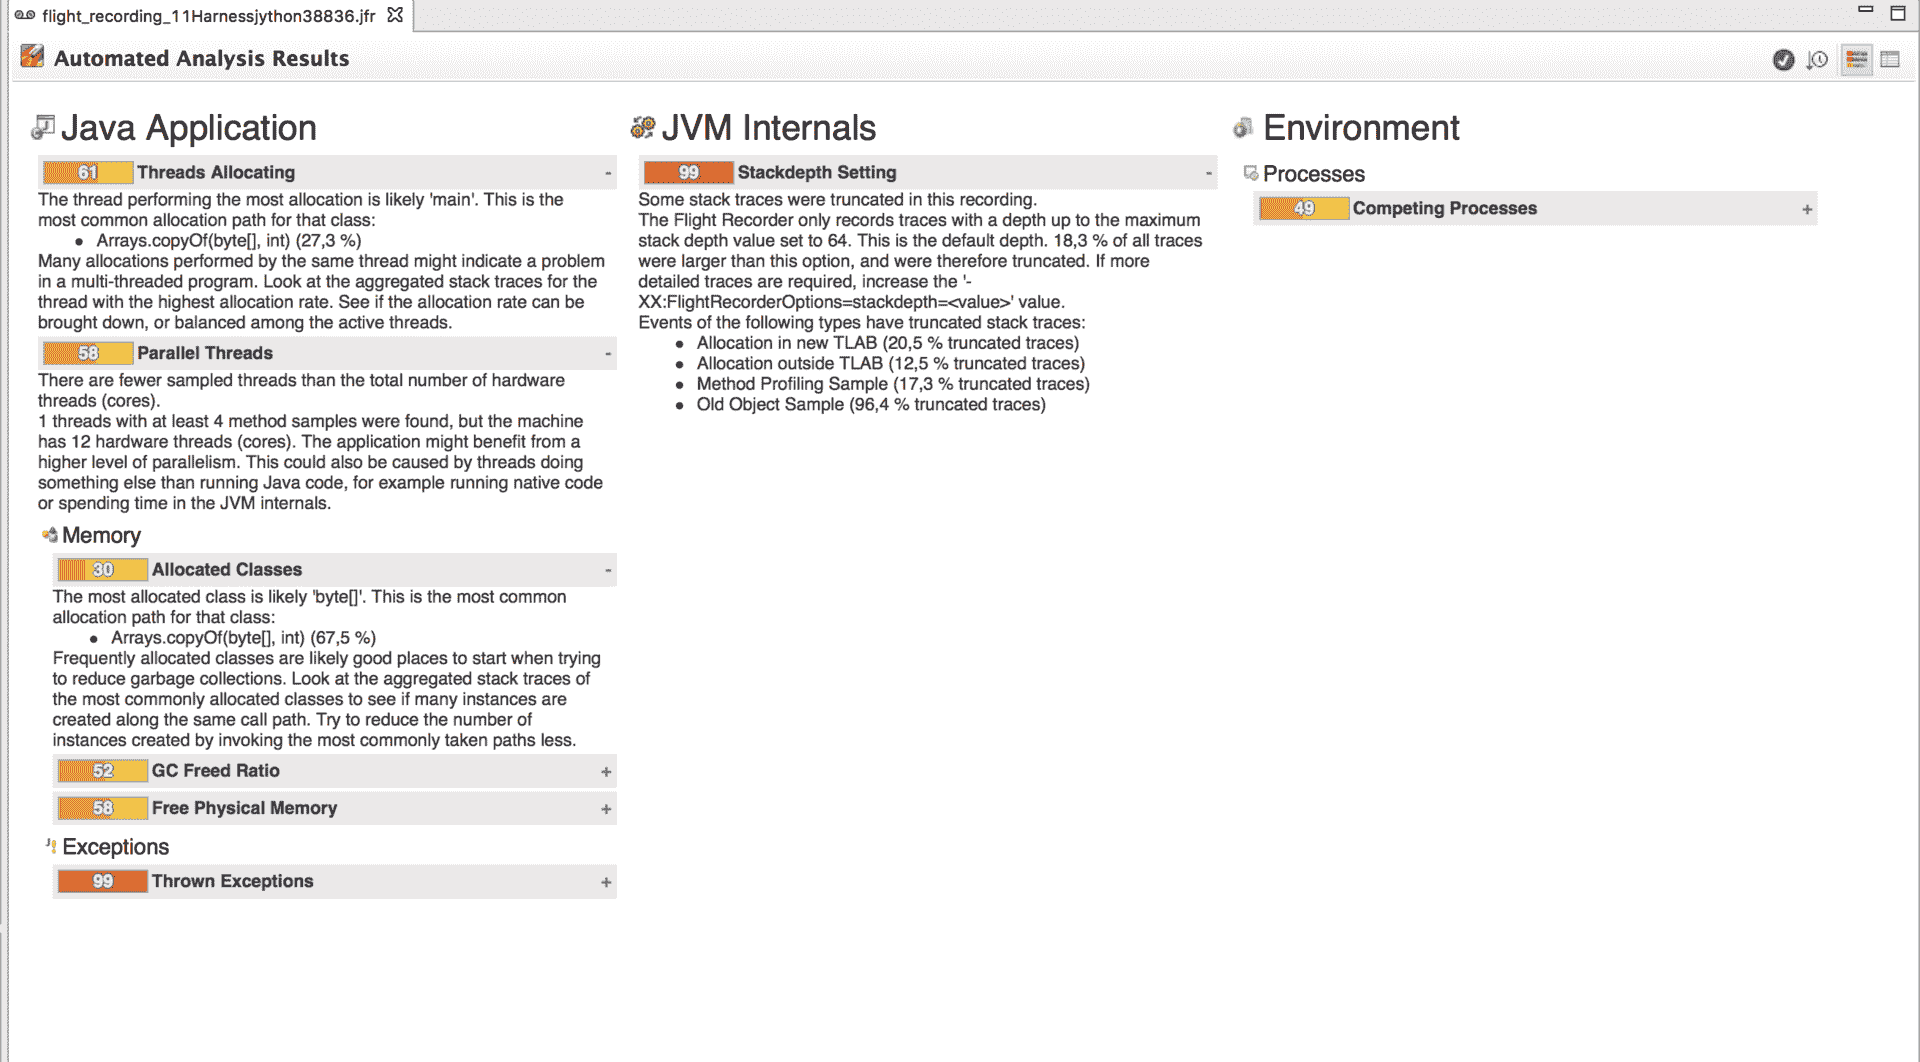 flight_recording_11Harnessjython38836.jfr
Automated Analysis Results
Java Application
61 Threads Allocating -
The thread performing the most allocation is likely 'main'. This is the
most common allocation path for that class:
• Arrays.copyOf(byte[], int) (27,3 %)
Many allocations performed by the same thread might indicate a problem
in a multi-threaded program. Look at the aggregated stack traces for the
thread with the highest allocation rate. See if the allocation rate can be
brought down, or balanced among the active threads.
58 Parallel Threads -
There are fewer sampled threads than the total number of hardware
threads (cores).
1 threads with at least 4 method samples were found, but the machine
has 12 hardware threads (cores). The application might benefit from a
higher level of parallelism. This could also be caused by threads doing
something else than running Java code, for example running native code
or spending time in the JVM internals.
Memory
30 Allocated Classes -
The most allocated class is likely 'byte[]'. This is the most common
allocation path for that class:
• Arrays.copyOf(byte[], int) (67,5 %)
Frequently allocated classes are likely good places to start when trying
to reduce garbage collections. Look at the aggregated stack traces of
the most commonly allocated classes to see if many instances are
created along the same call path. Try to reduce the number of
instances created by invoking the most commonly taken paths less.
52 GC Freed Ratio +
58 Free Physical Memory +
Exceptions
99 Thrown Exceptions +
JVM Internals
99 Stackdepth Setting -
Some stack traces were truncated in this recording.
The Flight Recorder only records traces with a depth up to the maximum
stack depth value set to 64. This is the default depth. 18,3 % of all traces
were larger than this option, and were therefore truncated. If more
detailed traces are required, increase the '-
XX:FlightRecorderOptions=stackdepth=<value>' value.
Events of the following types have truncated stack traces:
• Allocation in new TLAB (20,5 % truncated traces)
• Allocation outside TLAB (12,5 % truncated traces)
• Method Profiling Sample (17,3 % truncated traces)
• Old Object Sample (96,4 % truncated traces)
Environment
Processes
49 Competing Processes +